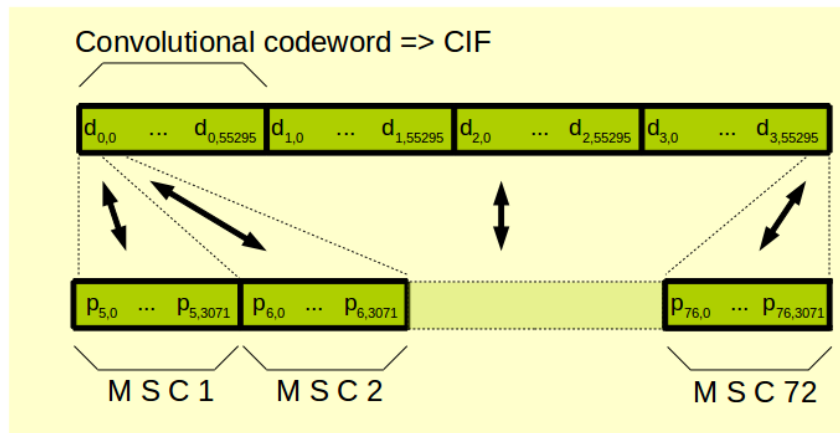 Convolutional codeword => CIF
d0,0 ... d0,55295 d1,0 ... d1,55295 d2,0 ... d2,55295 d3,0 ... d3,55295
p5,0 ... p5,3071 p6,0 ... p6,3071 p76,0 ... p76,3071
M S C 1 M S C 2 M S C 72